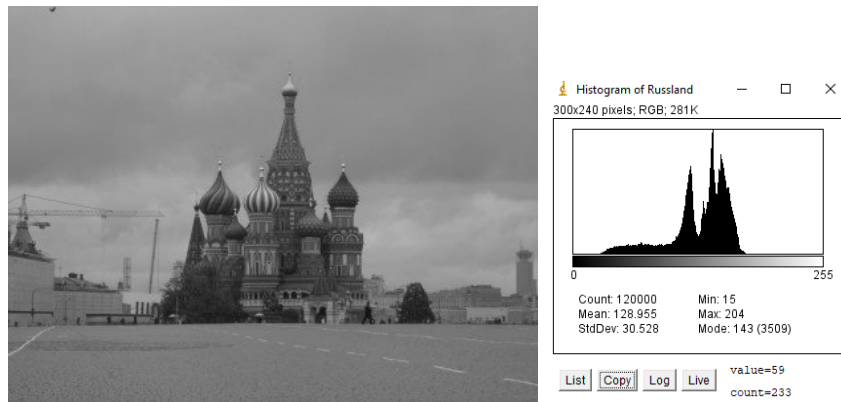 Histogram of Russland
300x240 pixels; RGB; 281K
0 255
Count: 120000 Min: 15
Mean: 128.955 Max: 204
StdDev: 30.528 Mode: 143 (3509)
List Copy Log Live value=59
count=233